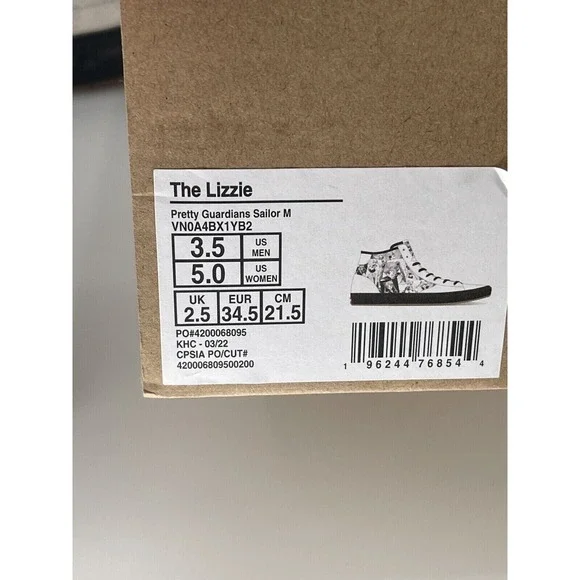 The Lizzie
Pretty Guardians Sailor M
VN0A4BX1YB2
3.5 US MEN
5.0 US WOMEN
UK EUR CM
2.5 34.5 21.5
PO#4200068095
KHC - 03/22
CPSIA PO/CUT#
420006809500200
1 96244 76854 4